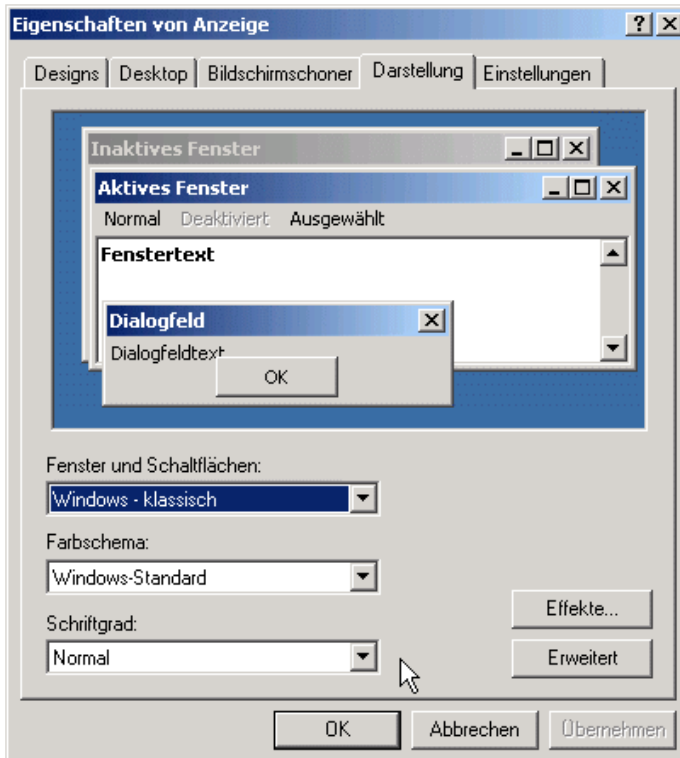 Eigenschaften von Anzeige
Designs Desktop Bildschirmschoner Darstellung Einstellungen
Inaktives Fenster
Aktives Fenster
Normal Deaktiviert Ausgewählt
Fenstertext
Dialogfeld
Dialogfeldtext
OK
Fenster und Schaltflächen:
Windows - klassisch
Farbschema:
Windows-Standard
Effekte...
Schriftgrad:
Normal
Erweitert
OK Abbrechen Übernehmen